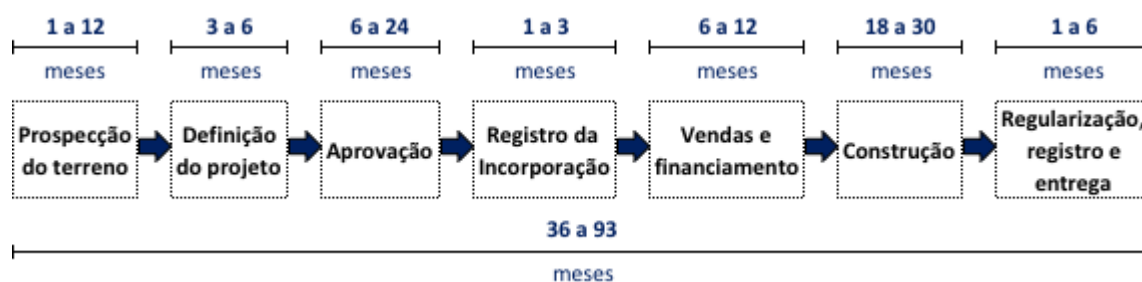 1 a 12
3 a 6
6 a 24
1 a 3
6 a 12
18 a 30
1 a 6
meses
meses
meses
meses
meses
meses
meses
Prospecção
do terreno
Definição
do projeto
Aprovação
Registro da
Incorporação
Vendas e
financiamento
Construção
Regularização,
registro e
entrega
36 a 93
meses